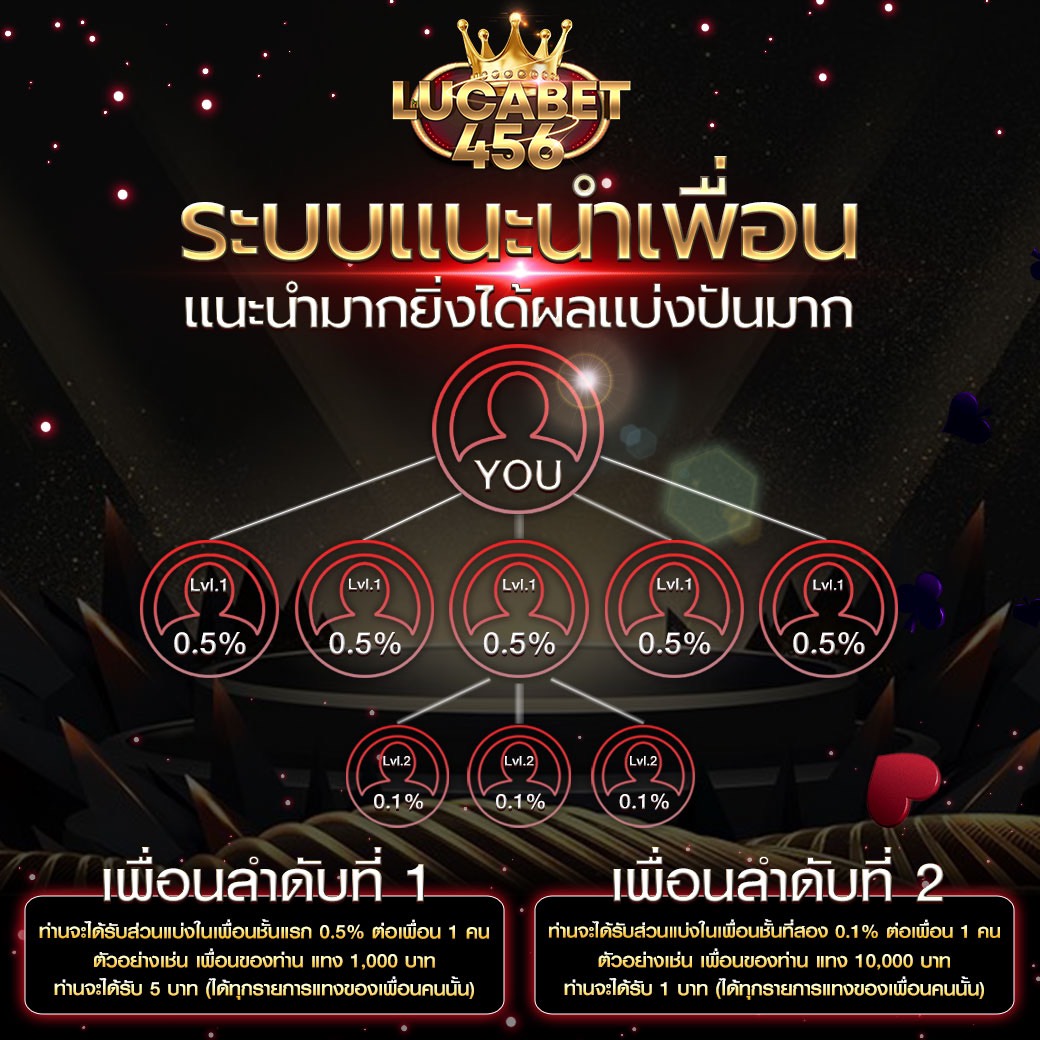 LUCABET
456
ระบบแนะนำเพื่อน
แนะนำมากยิ่งได้ผลแบ่งปันมาก
YOU
Lvl.1 Lvl.1 Lvl.1 Lvl.1 Lvl.1
0.5% 0.5% 0.5% 0.5% 0.5%
Lvl.2 Lvl.2 Lvl.2
0.1% 0.1% 0.1%
เพื่อนลำดับที่ 1
ท่านจะได้รับส่วนแบ่งในเพื่อนชั้นแรก 0.5% ต่อเพื่อน 1 คน
ตัวอย่างเช่น เพื่อนของท่าน แทง 1,000 บาท
ท่านจะได้รับ 5 บาท (ได้ทุกรายการแทงของเพื่อนคนนั้น)
เพื่อนลำดับที่ 2
ท่านจะได้รับส่วนแบ่งในเพื่อนชั้นที่สอง 0.1% ต่อเพื่อน 1 คน
ตัวอย่างเช่น เพื่อนของท่าน แทง 10,000 บาท
ท่านจะได้รับ 1 บาท (ได้ทุกรายการแทงของเพื่อนคนนั้น)